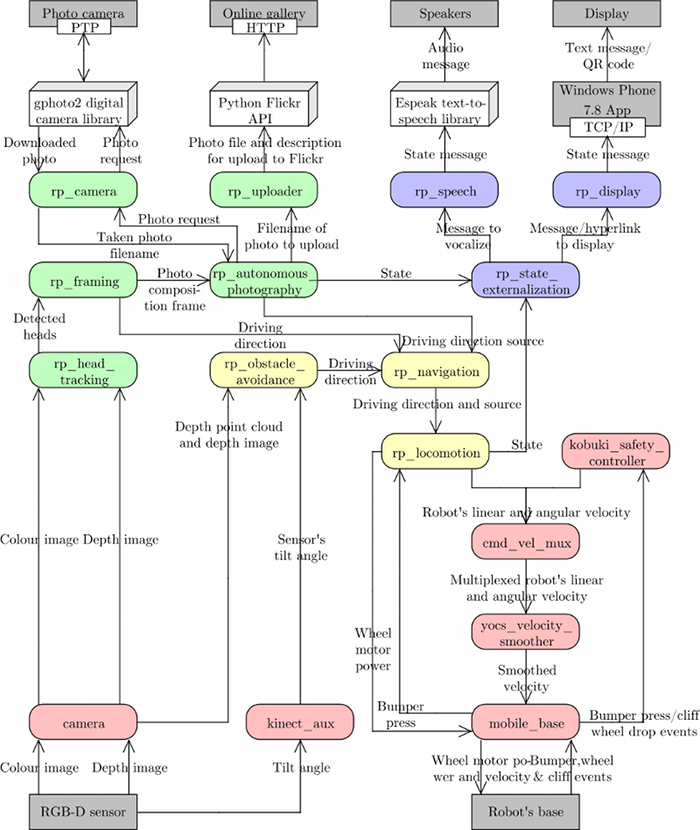 Photo camera
PTP
Online gallery
HTTP
Speakers
Display
Audio
message
Text message/
QR code
gphoto2 digital
camera library
Python Flickr
API
Espeak text-to-
speech library
Windows Phone
7.8 App
TCP/IP
Downloaded
photo
Photo
request
Photo file and description
for upload to Flickr
State message
State message
rp_camera
rp_uploader
rp_speech
rp_display
Photo request
Taken photo
filename
Filename of
photo to upload
Message to
vocalize
Message/hyperlink
to display
rp_framing
Photo
composi-
tion frame
rp_autonomous_
photography
State
rp_state_
externalization
Detected
heads
Driving
direction
Driving direction source
rp_head_
tracking
rp_obstacle_
avoidance
Driving
direction
rp_navigation
Depth point cloud
and depth image
Driving direction and source
rp_locomotion
State
kobuki_safety_
controller
Colour image
Depth image
Sensor's
tilt angle
Robot's linear and angular velocity
cmd_vel_mux
Multiplexed robot's linear
and angular velocity
yocs_velocity_
smoother
Wheel
motor
power
Smoothed
velocity
Bumper
press
camera
kinect_aux
mobile_base
Bumper press/cliff
wheel drop events
Colour image
Depth image
Tilt angle
Wheel motor po-
wer and velocity
Bumper,wheel
& cliff events
RGB-D sensor
Robot's base